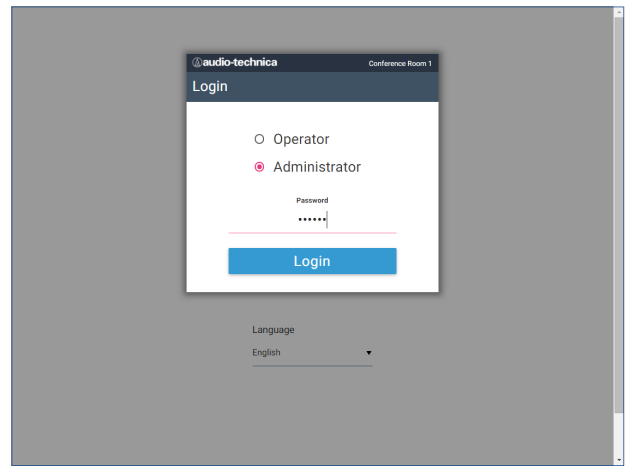 audio-technica
Conference Room 1
Login
Operator
Administrator
Password
••••••
Login
Language
English